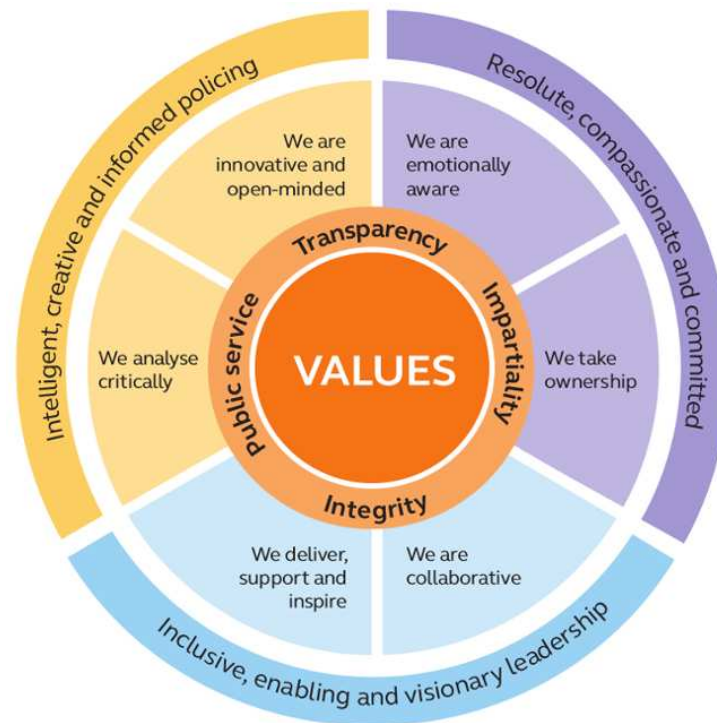 Intelligent, creative and informed policing
Resolute, compassionate and committed
We are
innovative and
open-minded
We are
emotionally
aware
Transparency
Public service
VALUES
Impartiality
Integrity
We analyse
critically
We take
ownership
We deliver,
support and
inspire
We are
collaborative
Inclusive, enabling and visionary leadership